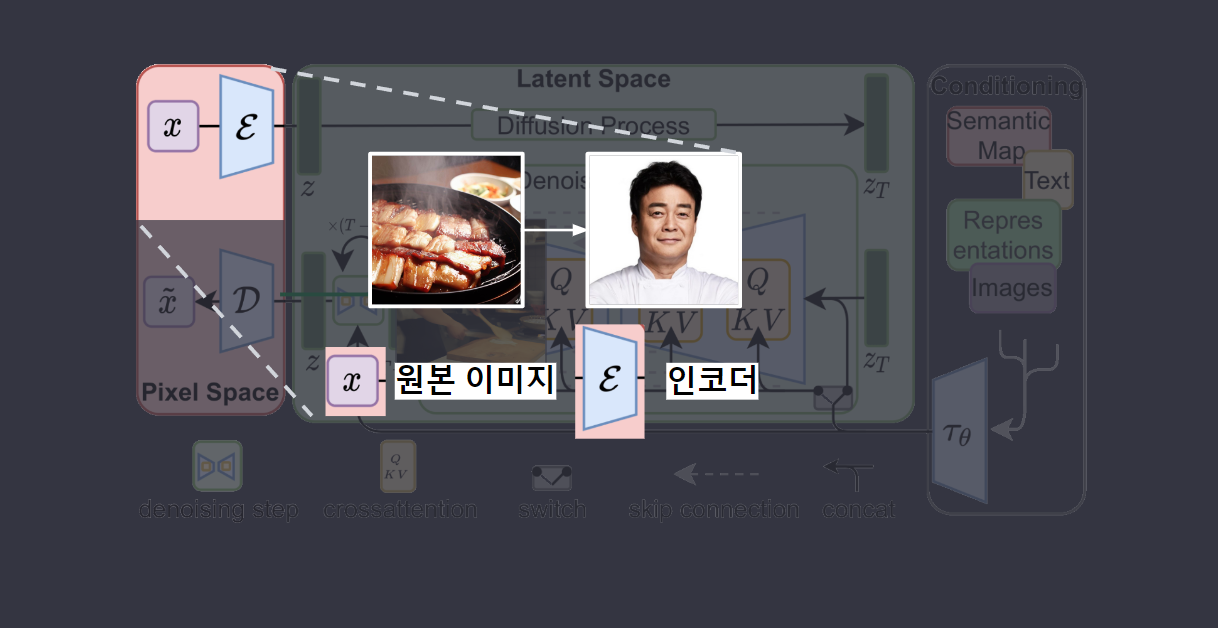 Latent Space
Conditioning
x
ℰ
Diffusion Process
Semantic
Map
z
Denois
z_T
Text
×(T −
Repres
entations
Q
Q
x̃
D
Images
KV
KV
KV
z
z_T
Pixel Space
x
원본 이미지
ℰ
인코더
τ_θ
Q
KV
denoising step
crossattention
switch
skip connection
concat